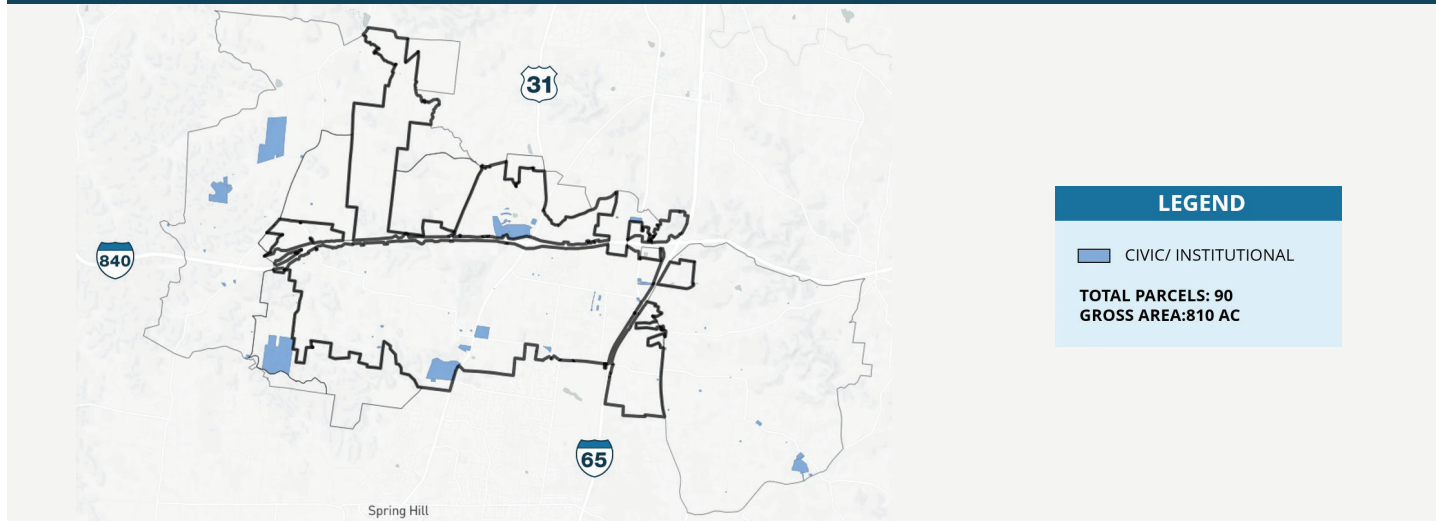 31
LEGEND
CIVIC/ INSTITUTIONAL
840
TOTAL PARCELS: 90
GROSS AREA:810 AC
65
Spring Hill